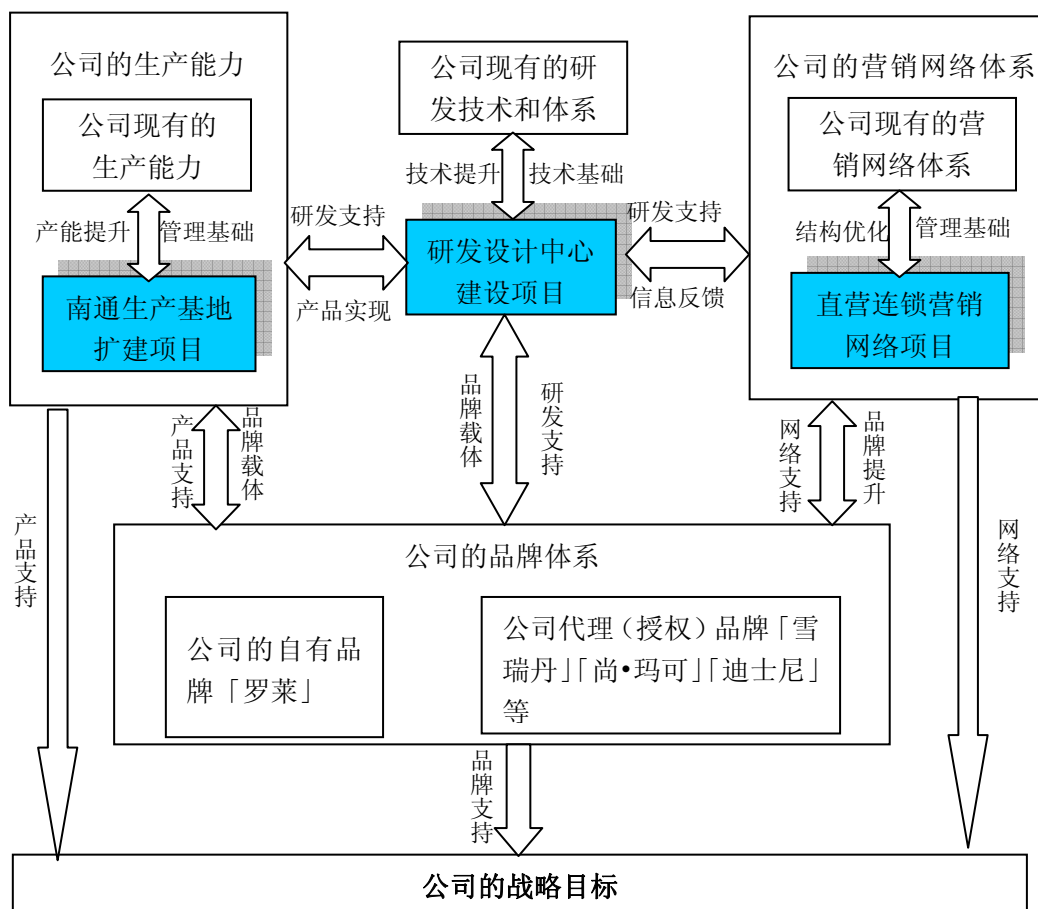 公司的生产能力
公司现有的
生产能力
产能提升
管理基础
南通生产基地
扩建项目
公司现有的研
发技术和体系
技术提升
技术基础
研发支持
产品实现
研发设计中心
建设项目
研发支持
信息反馈
公司的营销网络体系
公司现有的营
销网络体系
结构优化
管理基础
直营连锁营销
网络项目
产品支持
产品支持
品牌载体
品牌载体
研发支持
网络支持
品牌提升
网络支持
公司的品牌体系
公司的自有品
牌「罗莱」
公司代理（授权）品牌「雪
瑞丹」「尚•玛可」「迪士尼」
等
品牌支持
公司的战略目标